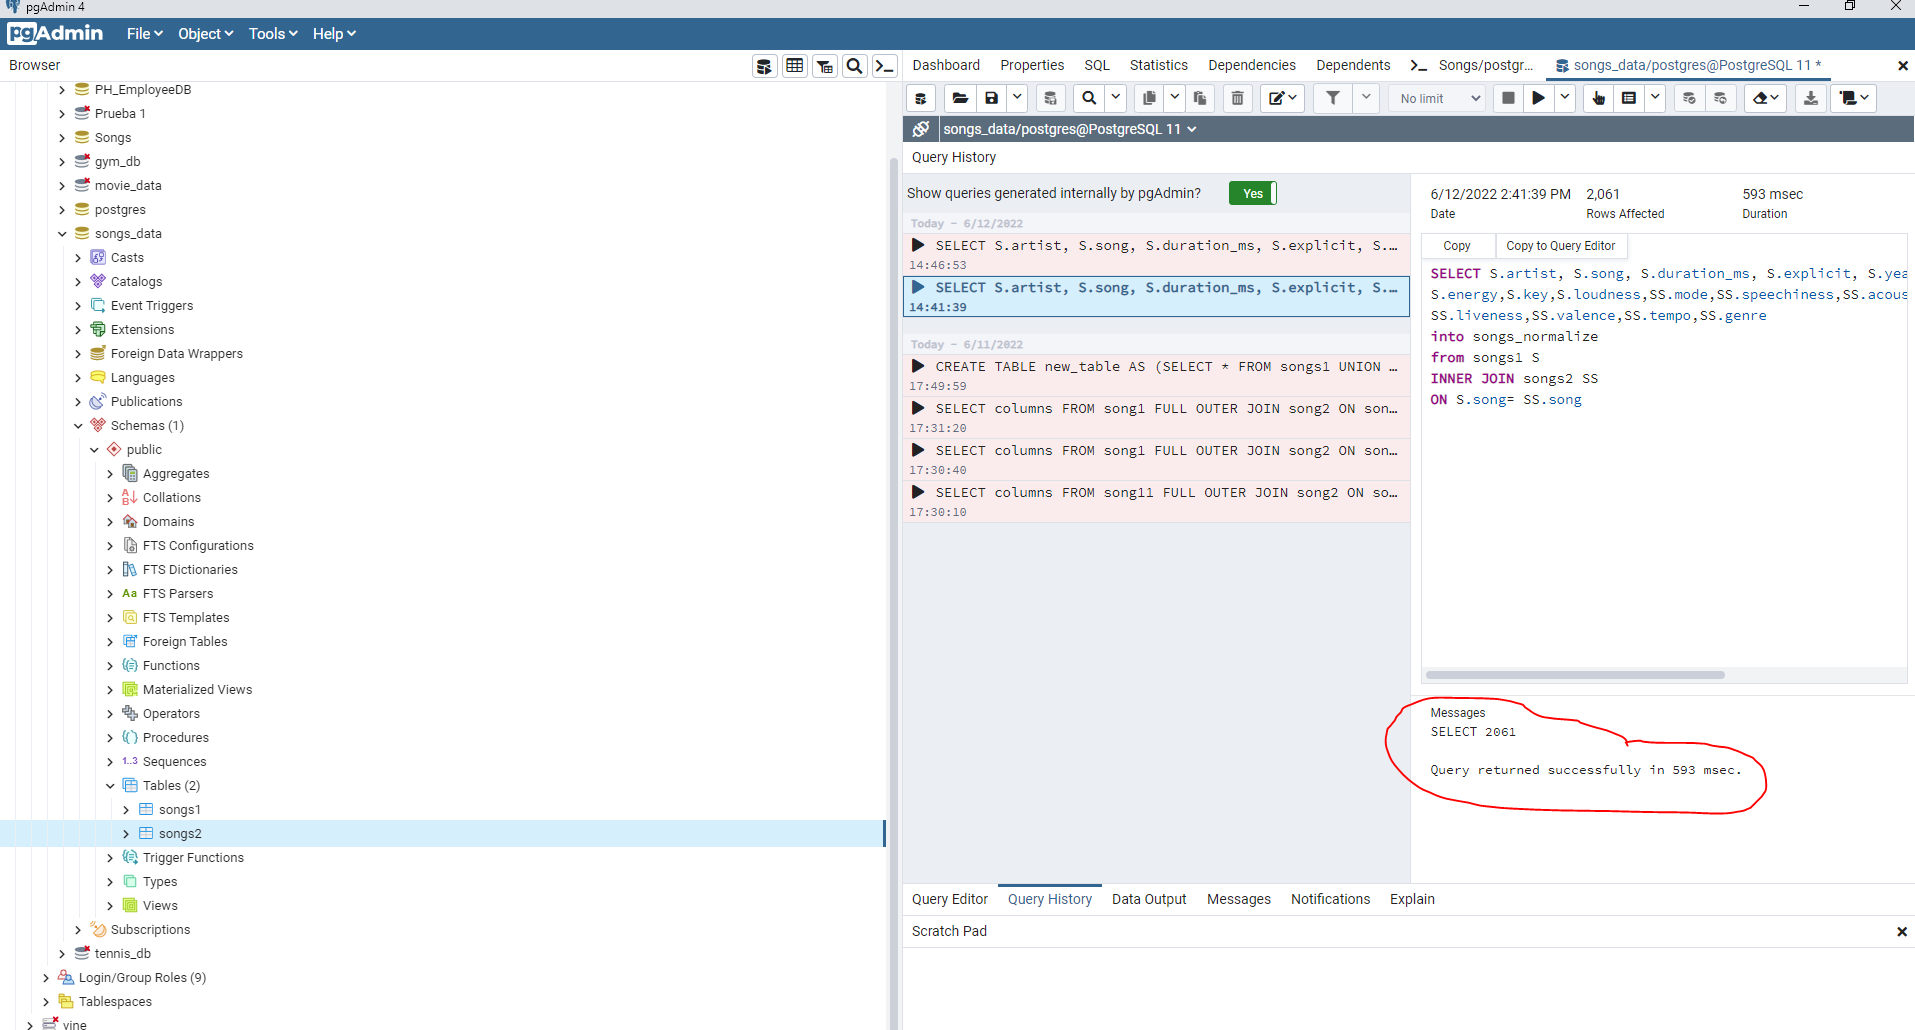 pgAdmin 4
pgAdmin File Object Tools Help
Browser
Dashboard Properties SQL Statistics Dependencies Dependents Songs/postgr... songs_data/postgres@PostgreSQL 11 *
No limit
songs_data/postgres@PostgreSQL 11
PH_EmployeeDB
Prueba 1
Songs
gym_db
movie_data
postgres
songs_data
Casts
Catalogs
Event Triggers
Extensions
Foreign Data Wrappers
Languages
Publications
Schemas (1)
public
Aggregates
Collations
Domains
FTS Configurations
FTS Dictionaries
Aa FTS Parsers
FTS Templates
Foreign Tables
Functions
Materialized Views
Operators
Procedures
1..3 Sequences
Tables (2)
songs1
songs2
Trigger Functions
Types
Views
Subscriptions
tennis_db
Login/Group Roles (9)
Tablespaces
vine
Query History
Show queries generated internally by pgAdmin? Yes
Today - 6/12/2022
SELECT S.artist, S.song, S.duration_ms, S.explicit, S....
14:46:53
SELECT S.artist, S.song, S.duration_ms, S.explicit, S....
14:41:39
Today - 6/11/2022
CREATE TABLE new_table AS (SELECT * FROM songs1 UNION ...
17:49:59
SELECT columns FROM song1 FULL OUTER JOIN song2 ON son...
17:31:20
SELECT columns FROM song1 FULL OUTER JOIN song2 ON son...
17:30:40
SELECT columns FROM song11 FULL OUTER JOIN song2 ON so...
17:30:10
6/12/2022 2:41:39 PM 2,061 593 msec
Date Rows Affected Duration
Copy Copy to Query Editor
SELECT S.artist, S.song, S.duration_ms, S.explicit, S.yea
S.energy,S.key,S.loudness,SS.mode,SS.speechiness,SS.acous
SS.liveness,SS.valence,SS.tempo,SS.genre
into songs_normalize
from songs1 S
INNER JOIN songs2 SS
ON S.song= SS.song
Messages
SELECT 2061
Query returned successfully in 593 msec.
Query Editor Query History Data Output Messages Notifications Explain
Scratch Pad